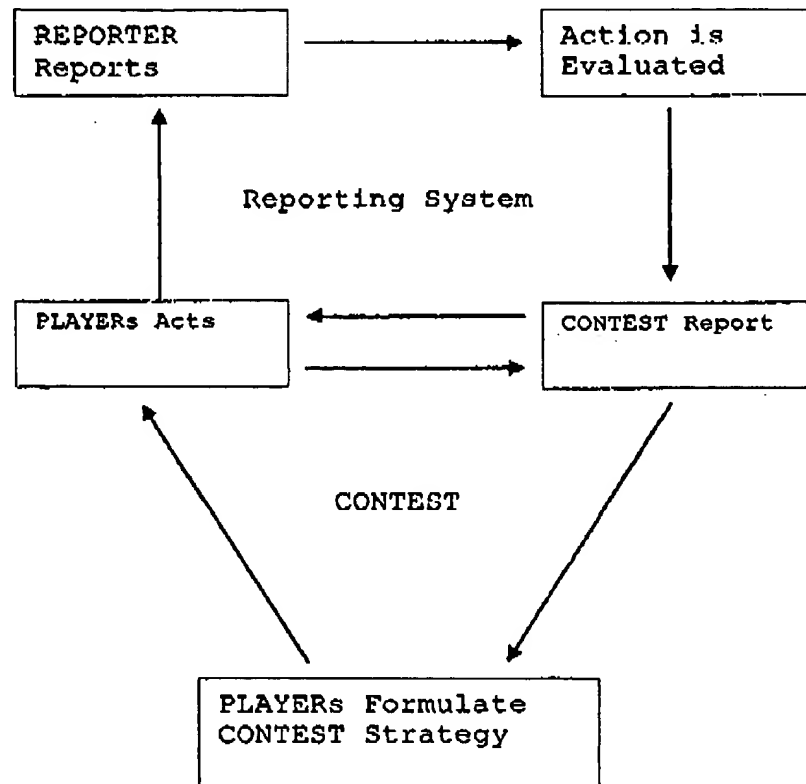 REPORTER
Reports
Action is
Evaluated
Reporting System
PLAYERs Acts
CONTEST Report
CONTEST
PLAYERs Formulate
CONTEST Strategy